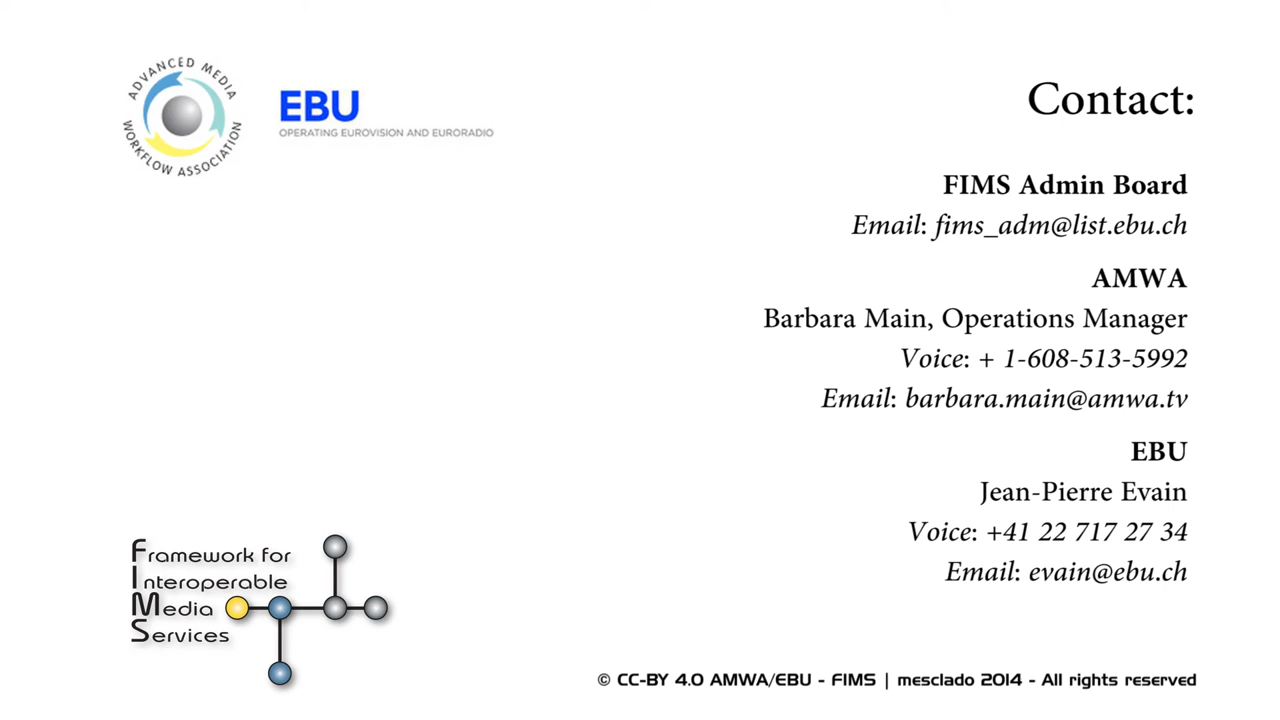 ADVANCED MEDIA
WORKFLOW ASSOCIATION
EBU
OPERATING EUROVISION AND EURORADIO
Contact:
FIMS Admin Board
Email: fims_adm@list.ebu.ch
AMWA
Barbara Main, Operations Manager
Voice: + 1-608-513-5992
Email: barbara.main@amwa.tv
EBU
Jean-Pierre Evain
Voice: +41 22 717 27 34
Email: evain@ebu.ch
Framework for
Interoperable
Media
Services
© CC-BY 4.0 AMWA/EBU - FIMS | mesclado 2014 - All rights reserved